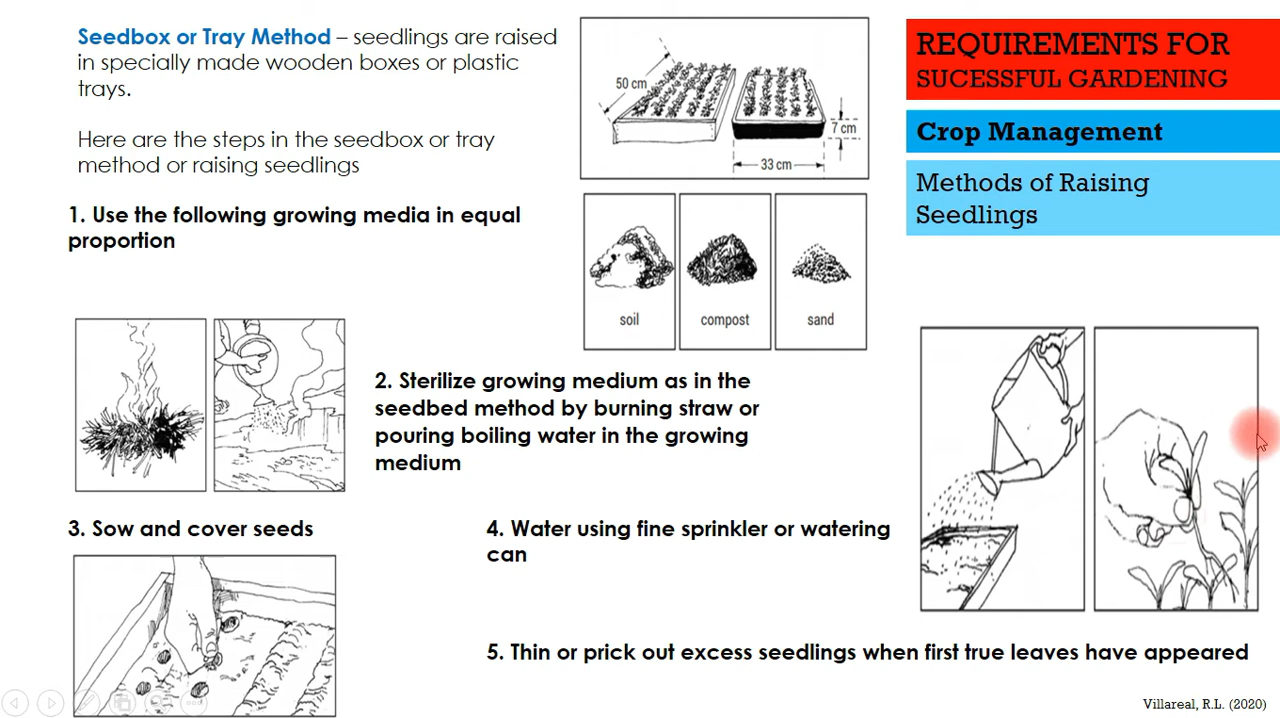 Seedbox or Tray Method – seedlings are raised
in specially made wooden boxes or plastic
trays.
Here are the steps in the seedbox or tray
method or raising seedlings
50 cm
7 cm
33 cm
REQUIREMENTS FOR
SUCESSFUL GARDENING
Crop Management
Methods of Raising
Seedlings
1. Use the following growing media in equal
proportion
soil
compost
sand
2. Sterilize growing medium as in the
seedbed method by burning straw or
pouring boiling water in the growing
medium
3. Sow and cover seeds
4. Water using fine sprinkler or watering
can
5. Thin or prick out excess seedlings when first true leaves have appeared
Villareal, R.L. (2020)